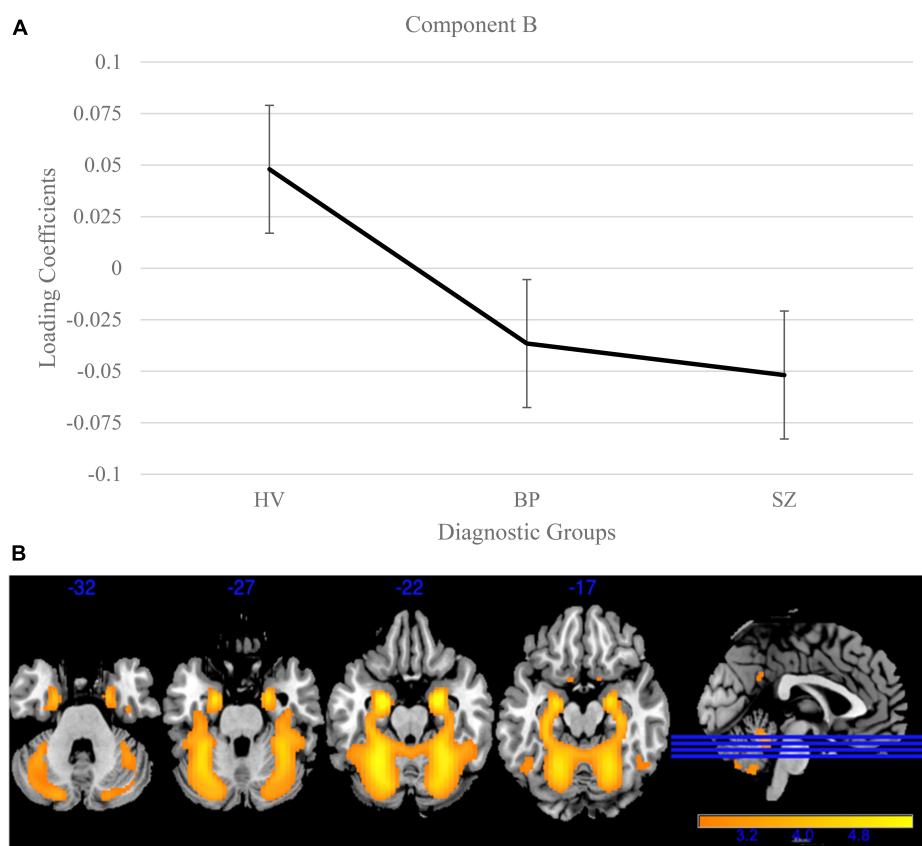 A
Component B
0.1
0.075
0.05
0.025
0
-0.025
-0.05
-0.075
-0.1
Loading Coefficients
HV BP SZ
Diagnostic Groups
B
-32 -27 -22 -17
3.2 4.0 4.8